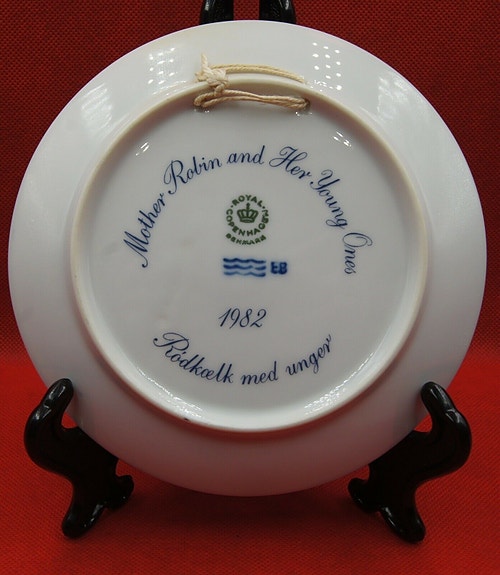 Mother Robin and Her Young Ones
ROYAL COPENHAGEN
DENMARK
EB
1982
Rødkælk med unger